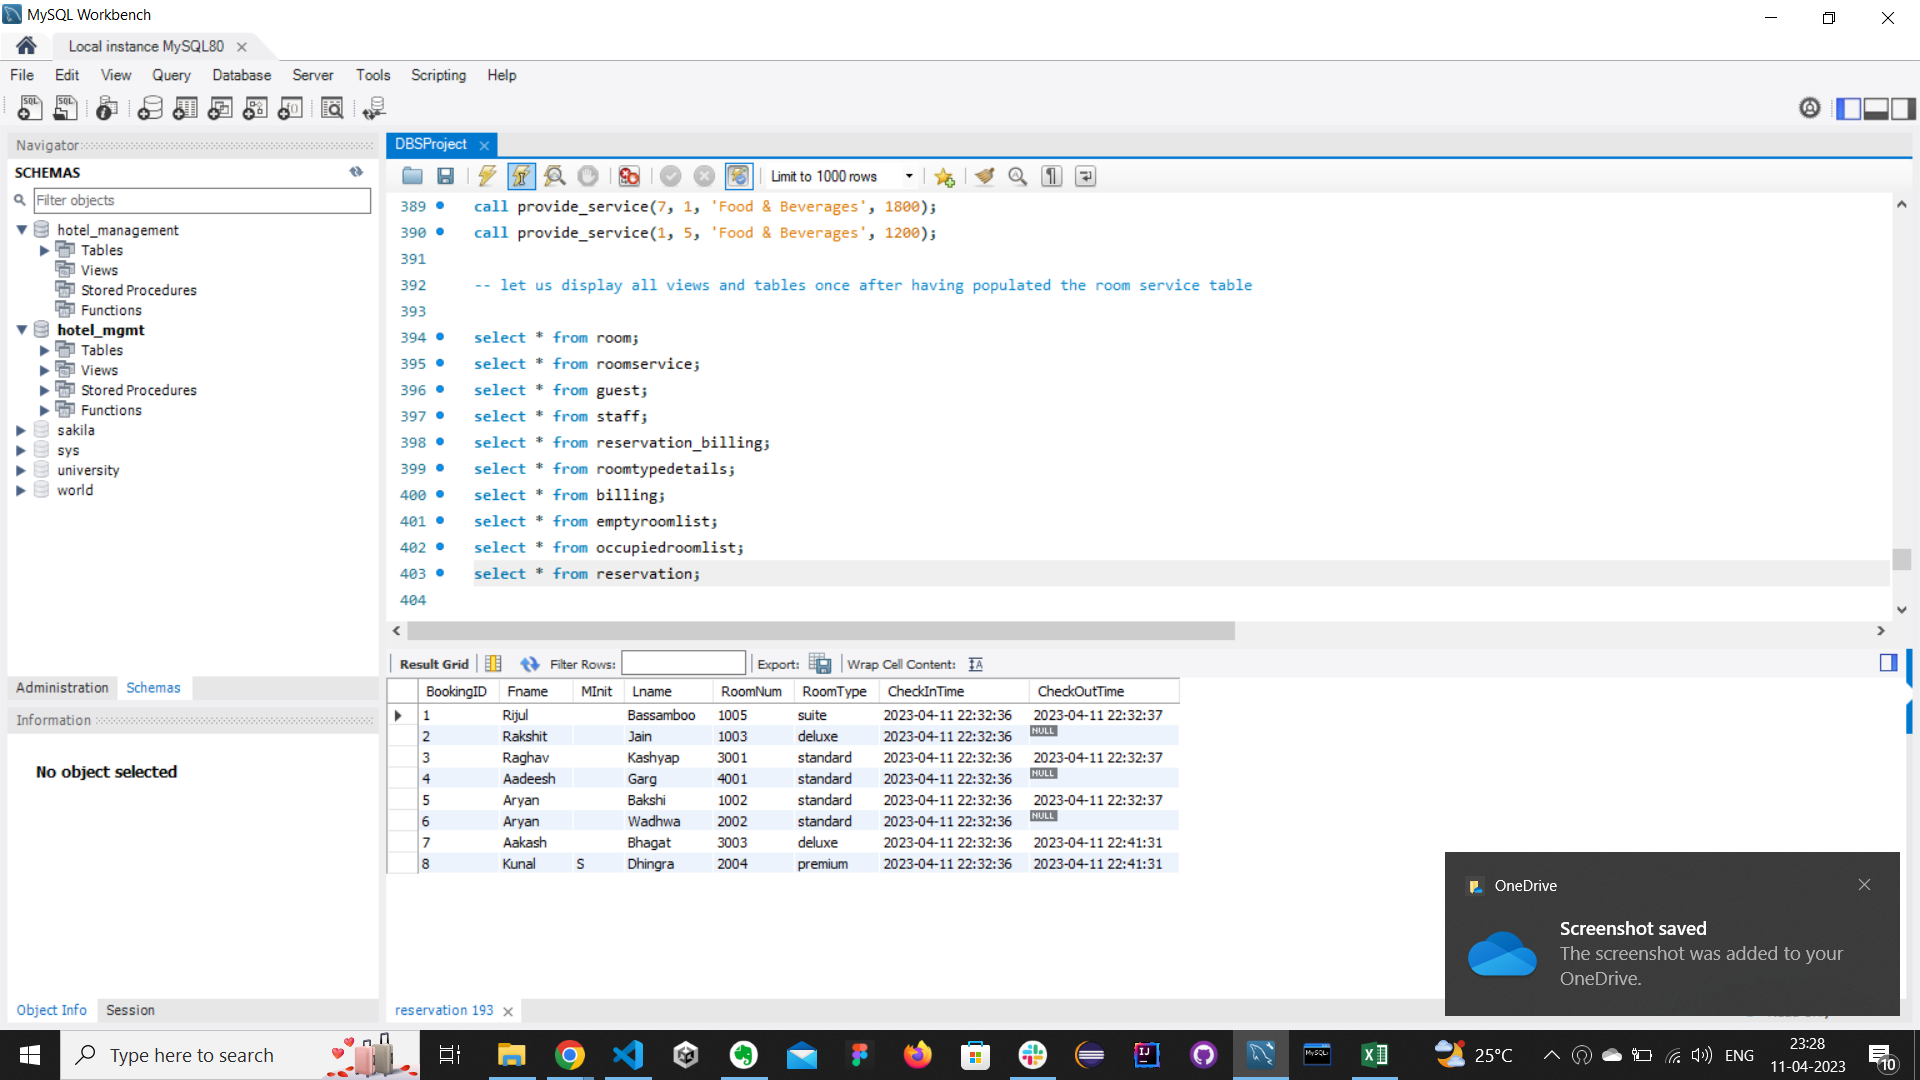 MySQL Workbench
Local instance MySQL80
File Edit View Query Database Server Tools Scripting Help
Navigator
SCHEMAS
Filter objects
hotel_management
Tables
Views
Stored Procedures
Functions
hotel_mgmt
Tables
Views
Stored Procedures
Functions
sakila
sys
university
world
Administration Schemas
Information
No object selected
Object Info Session
DBSProject
Limit to 1000 rows
389 call provide_service(7, 1, 'Food & Beverages', 1800);
390 call provide_service(1, 5, 'Food & Beverages', 1200);
391
392 -- let us display all views and tables once after having populated the room service table
393
394 select * from room;
395 select * from roomservice;
396 select * from guest;
397 select * from staff;
398 select * from reservation_billing;
399 select * from roomtypedetails;
400 select * from billing;
401 select * from emptyroomlist;
402 select * from occupiedroomlist;
403 select * from reservation;
404
Result Grid Filter Rows: Export: Wrap Cell Content:
BookingID Fname MInit Lname RoomNum RoomType CheckInTime CheckOutTime
1 Rijul Bassamboo 1005 suite 2023-04-11 22:32:36 2023-04-11 22:32:37
2 Rakshit Jain 1003 deluxe 2023-04-11 22:32:36 NULL
3 Raghav Kashyap 3001 standard 2023-04-11 22:32:36 2023-04-11 22:32:37
4 Aadeesh Garg 4001 standard 2023-04-11 22:32:36 NULL
5 Aryan Bakshi 1002 standard 2023-04-11 22:32:36 2023-04-11 22:32:37
6 Aryan Wadhwa 2002 standard 2023-04-11 22:32:36 NULL
7 Aakash Bhagat 3003 deluxe 2023-04-11 22:32:36 2023-04-11 22:41:31
8 Kunal S Dhingra 2004 premium 2023-04-11 22:32:36 2023-04-11 22:41:31
reservation 193
OneDrive
Screenshot saved
The screenshot was added to your
OneDrive.
Type here to search
25°C
ENG
23:28
11-04-2023
10